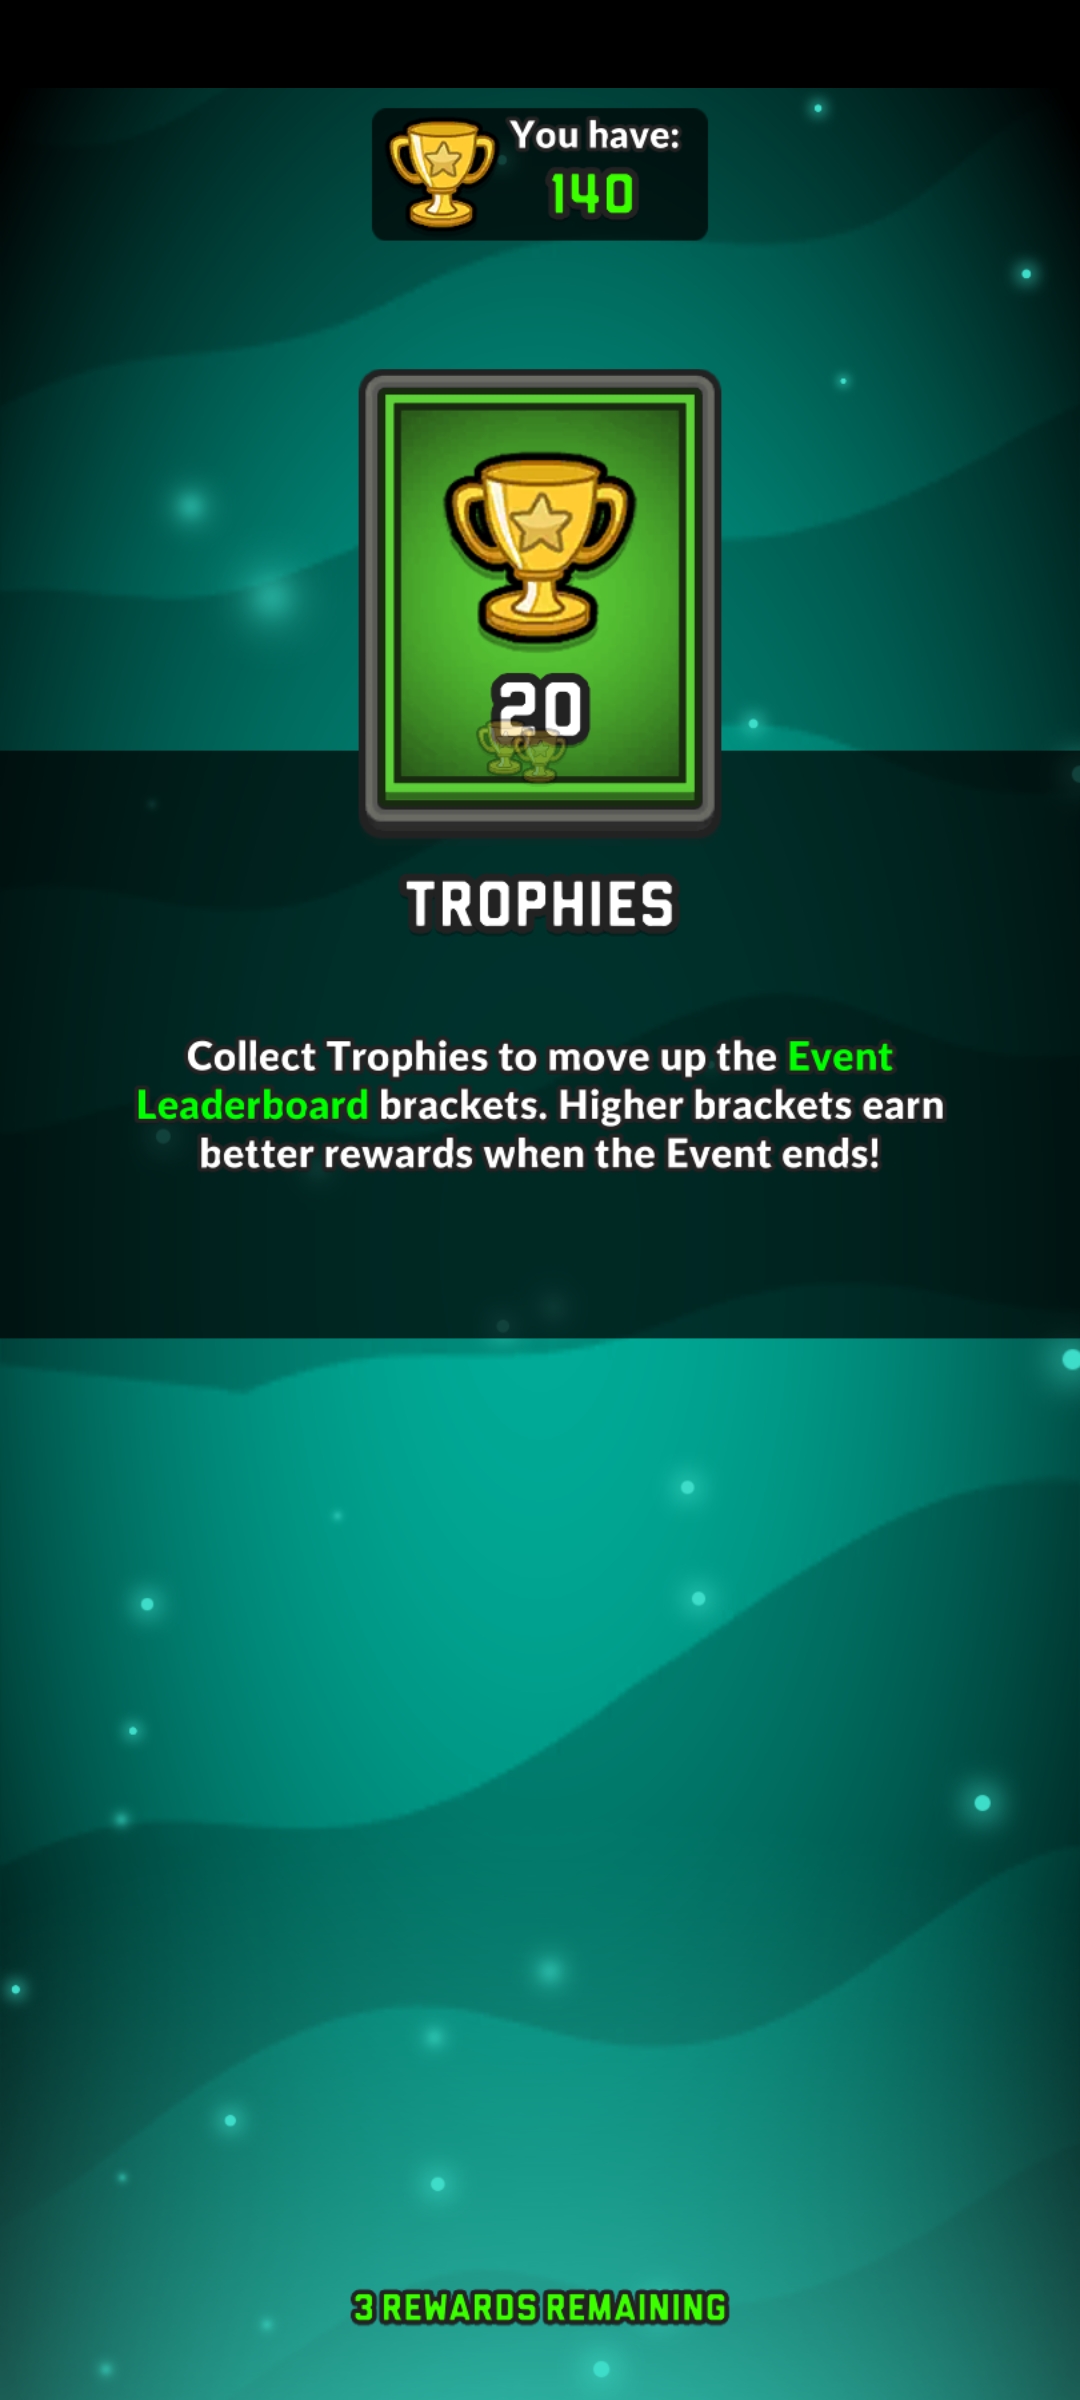 You have:
140
20
TROPHIES
Collect Trophies to move up the Event
Leaderboard brackets. Higher brackets earn
better rewards when the Event ends!
3 REWARDS REMAINING